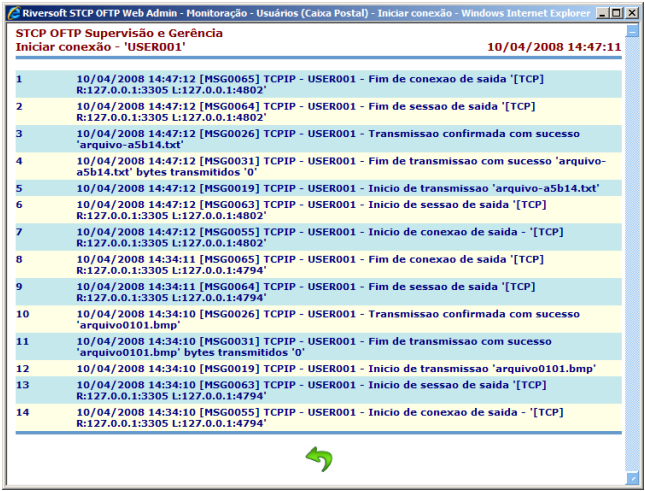 Riversoft STCP OFTP Web Admin - Monitoração - Usuários (Caixa Postal) - Iniciar conexão - Windows Internet Explorer
STCP OFTP Supervisão e Gerência
Iniciar conexão - 'USER001' 10/04/2008 14:47:11
1 10/04/2008 14:47:12 [MSG0065] TCPIP - USER001 - Fim de conexao de saida '[TCP]
R:127.0.0.1:3305 L:127.0.0.1:4802'
2 10/04/2008 14:47:12 [MSG0064] TCPIP - USER001 - Fim de sessao de saida '[TCP]
R:127.0.0.1:3305 L:127.0.0.1:4802'
3 10/04/2008 14:47:12 [MSG0026] TCPIP - USER001 - Transmissao confirmada com sucesso
'arquivo-a5b14.txt'
4 10/04/2008 14:47:12 [MSG0031] TCPIP - USER001 - Fim de transmissao com sucesso 'arquivo-
a5b14.txt' bytes transmitidos '0'
5 10/04/2008 14:47:12 [MSG0019] TCPIP - USER001 - Inicio de transmissao 'arquivo-a5b14.txt'
6 10/04/2008 14:47:12 [MSG0063] TCPIP - USER001 - Inicio de sessao de saida '[TCP]
R:127.0.0.1:3305 L:127.0.0.1:4802'
7 10/04/2008 14:47:12 [MSG0055] TCPIP - USER001 - Inicio de conexao de saida - '[TCP]
R:127.0.0.1:3305 L:127.0.0.1:4802'
8 10/04/2008 14:34:11 [MSG0065] TCPIP - USER001 - Fim de conexao de saida '[TCP]
R:127.0.0.1:3305 L:127.0.0.1:4794'
9 10/04/2008 14:34:11 [MSG0064] TCPIP - USER001 - Fim de sessao de saida '[TCP]
R:127.0.0.1:3305 L:127.0.0.1:4794'
10 10/04/2008 14:34:10 [MSG0026] TCPIP - USER001 - Transmissao confirmada com sucesso
'arquivo0101.bmp'
11 10/04/2008 14:34:10 [MSG0031] TCPIP - USER001 - Fim de transmissao com sucesso
'arquivo0101.bmp' bytes transmitidos '0'
12 10/04/2008 14:34:10 [MSG0019] TCPIP - USER001 - Inicio de transmissao 'arquivo0101.bmp'
13 10/04/2008 14:34:10 [MSG0063] TCPIP - USER001 - Inicio de sessao de saida '[TCP]
R:127.0.0.1:3305 L:127.0.0.1:4794'
14 10/04/2008 14:34:10 [MSG0055] TCPIP - USER001 - Inicio de conexao de saida - '[TCP]
R:127.0.0.1:3305 L:127.0.0.1:4794'